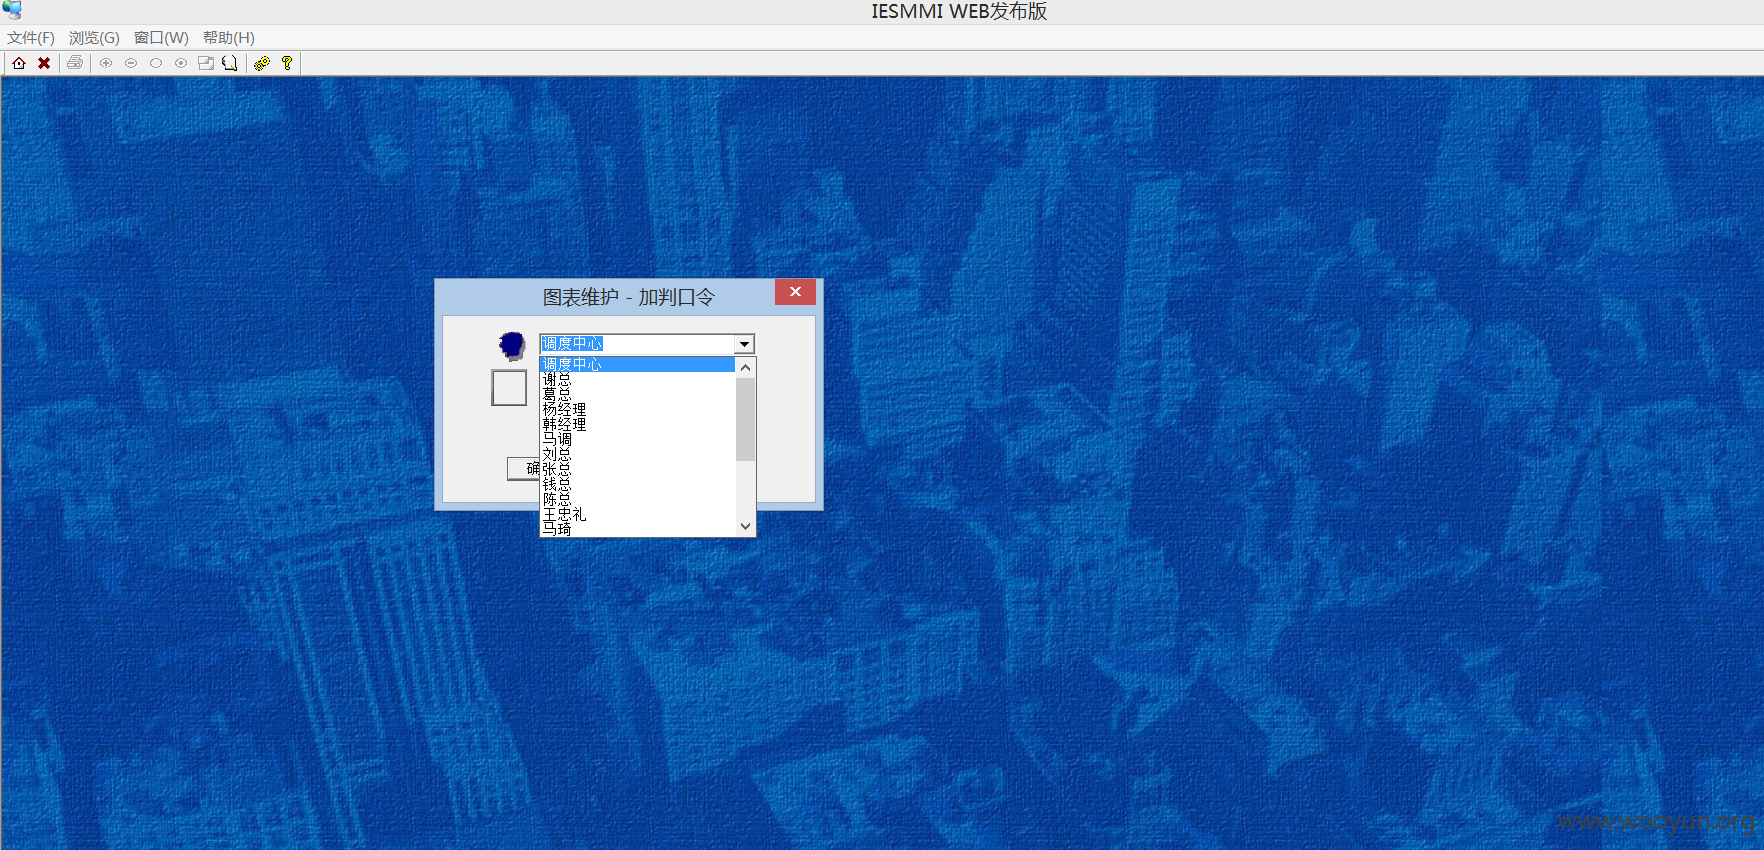 IESMMI WEB发布版
文件(F) 浏览(G) 窗口(W) 帮助(H)
图表维护 - 加判口令
调度中心
调度中心
谢总
葛总
杨经理
韩经理
马调
刘总
张总
钱总
陈总
王忠礼
马琦
确
www.wooyun.org